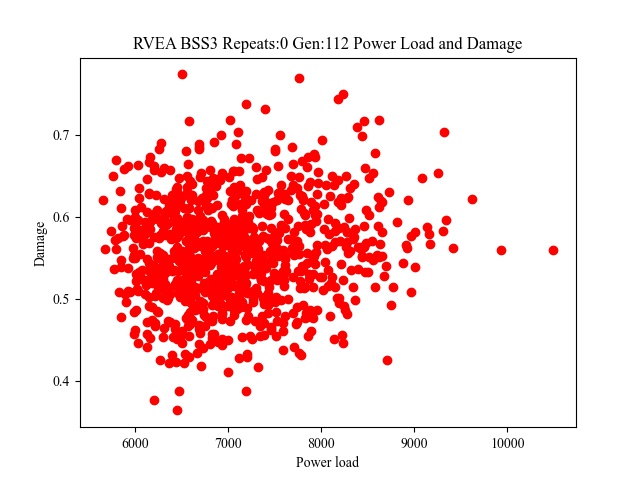 RVEA BSS3 Repeats:0 Gen:112 Power Load and Damage
0.7
0.6
0.5
0.4
Damage
6000 7000 8000 9000 10000
Power load